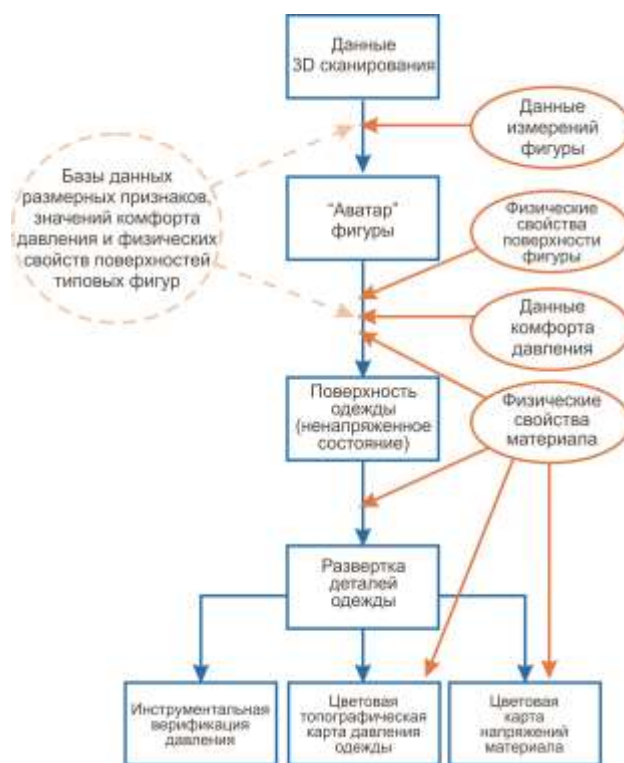 Данные
3D сканирования
Данные
измерений
фигуры
Базы данных
размерных признаков,
значений комфорта
давления и физических
свойств поверхностей
типовых фигур
“Аватар”
фигуры
Физические
свойства
поверхности
фигуры
Данные
комфорта
давления
Поверхность
одежды
(ненапряженное
состояние)
Физические
свойства
материала
Развертка
деталей
одежды
Инструментальная
верификация
давления
Цветовая
топографическая
карта давления
одежды
Цветовая
карта
напряжений
материала